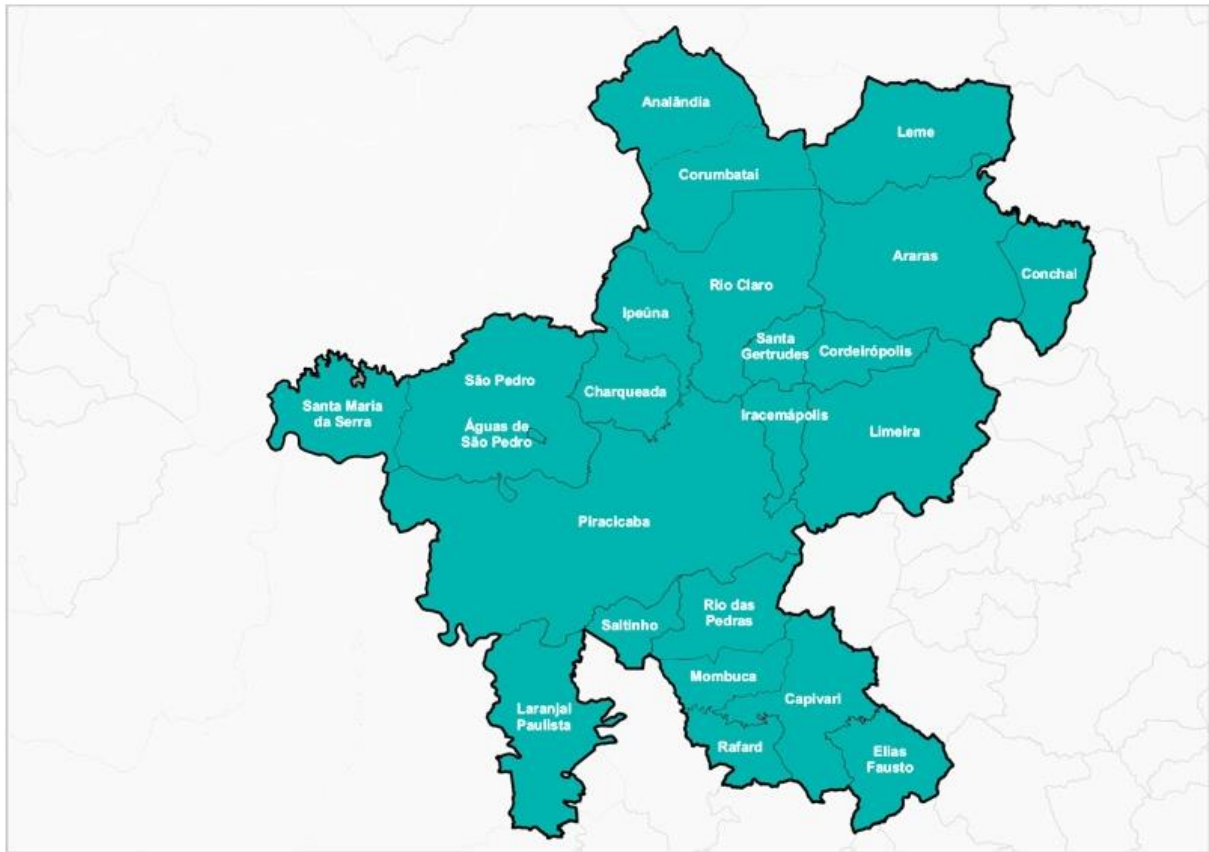 Analândia
Leme
Corumbataí
Araras
Conchal
Rio Claro
Ipeúna
Santa
Gertrudes
Cordeirópolis
São Pedro
Charqueada
Santa Maria
da Serra
Iracemápolis
Águas de
São Pedro
Limeira
Piracicaba
Rio das
Pedras
Saltinho
Mombuca
Capivari
Laranjal
Paulista
Rafard
Elias
Fausto